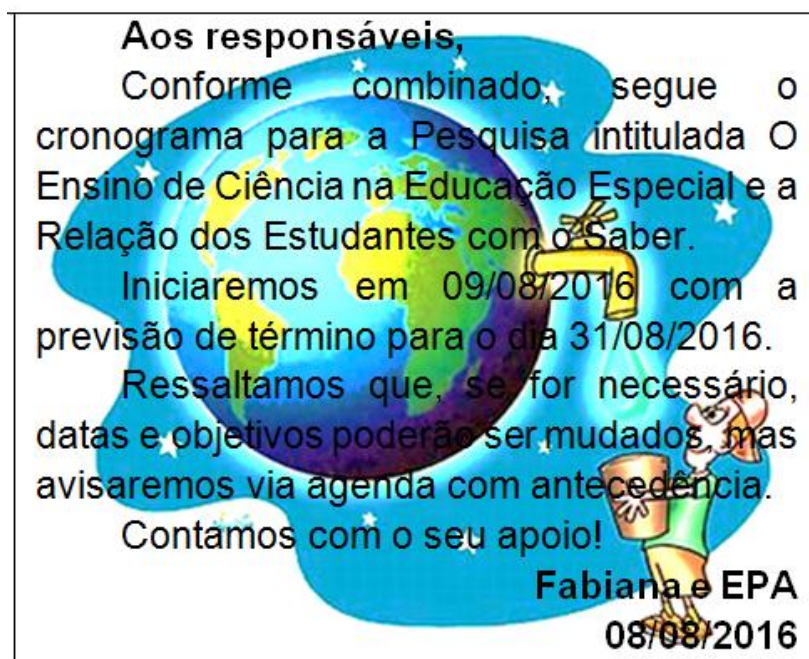 Aos responsáveis,
Conforme combinado, segue o
cronograma para a Pesquisa intitulada O
Ensino de Ciência na Educação Especial e a
Relação dos Estudantes com o Saber.
Iniciaremos em 09/08/2016 com a
previsão de término para o dia 31/08/2016.
Ressaltamos que, se for necessário,
datas e objetivos poderão ser mudados, mas
avisaremos via agenda com antecedência.
Contamos com o seu apoio!
Fabiana e EPA
08/08/2016